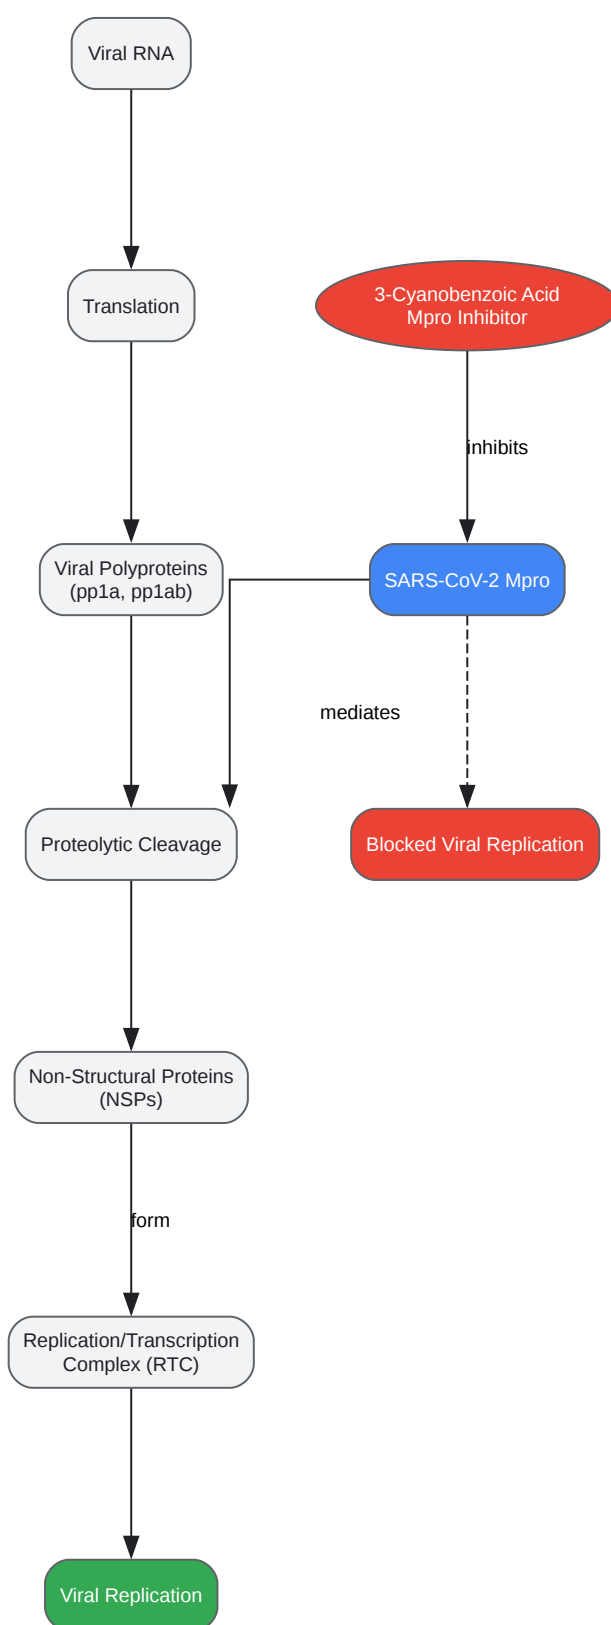 Viral RNA
Translation
3-Cyanobenzoic Acid
Mpro Inhibitor
inhibits
Viral Polyproteins
(pp1a, pp1ab)
SARS-CoV-2 Mpro
mediates
Proteolytic Cleavage
Blocked Viral Replication
Non-Structural Proteins
(NSPs)
form
Replication/Transcription
Complex (RTC)
Viral Replication